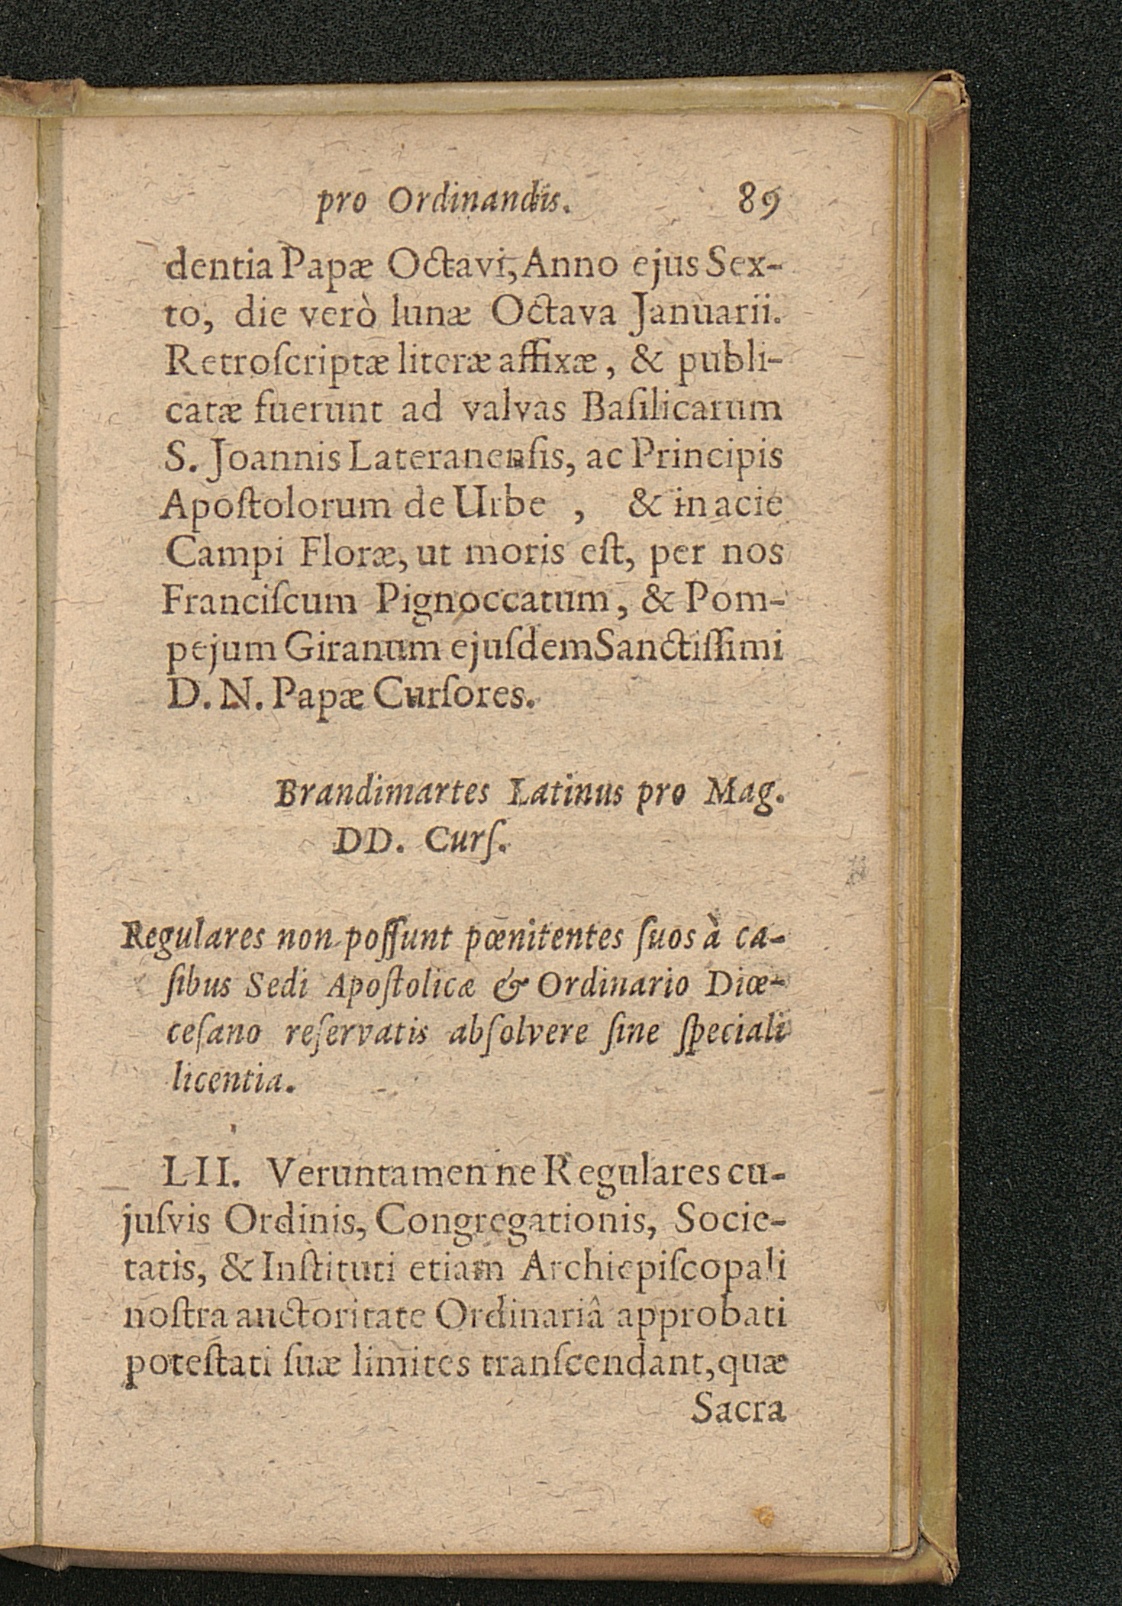 pro Ordinandis. 89
dentia Papæ Octavi, Anno ejus Sex-
to, die verò lunæ Octava Januarii.
Retroſcriptæ literæ affixæ, & publi-
catæ fuerunt ad valvas Baſilicarum
S. Joannis Lateranenſis, ac Principis
Apoſtolorum de Urbe , & in acie
Campi Floræ, ut moris eſt, per nos
Franciſcum Pignoccatum, & Pom-
pejum Giranum ejuſdem Sanctiſſimi
D. N. Papæ Curſores.
Brandimartes Latinus pro Mag.
DD. Curſ.
Regulares non poſſunt pœnitentes ſuos à ca-
ſibus Sedi Apoſtolicæ & Ordinario Diœ-
ceſano reſervatis abſolvere ſine ſpeciali
licentia.
LII. Veruntamen ne Regulares cu-
juſvis Ordinis, Congregationis, Socie-
tatis, & Inſtituti etiam Archiepiſcopali
noſtra auctoritate Ordinariâ approbati
poteſtati ſuæ limites tranſcendant, quæ
Sacra